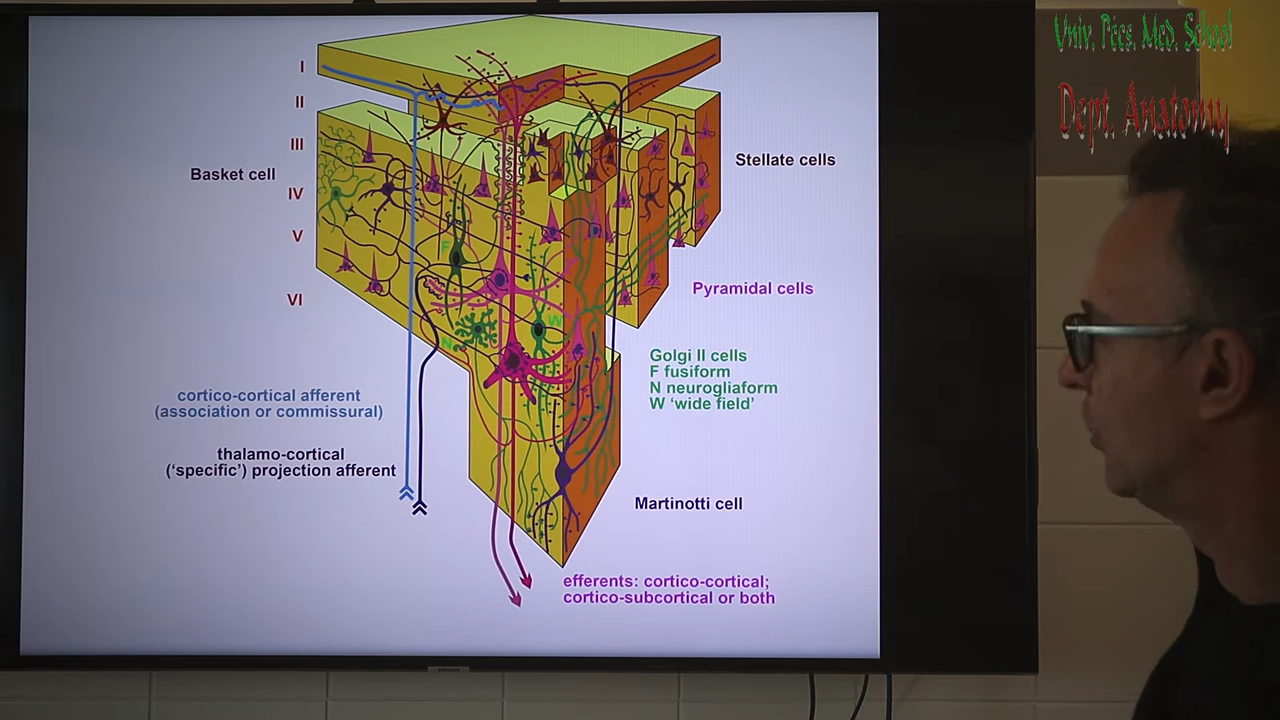 Univ. Pécs. Med. School
Dept. Anatomy
I
II
III
IV
V
VI
Basket cell
Stellate cells
F
N
W
Pyramidal cells
Golgi II cells
F fusiform
N neurogliaform
W ‘wide field’
cortico-cortical afferent
(association or commissural)
thalamo-cortical
(‘specific’) projection afferent
Martinotti cell
efferents: cortico-cortical;
cortico-subcortical or both